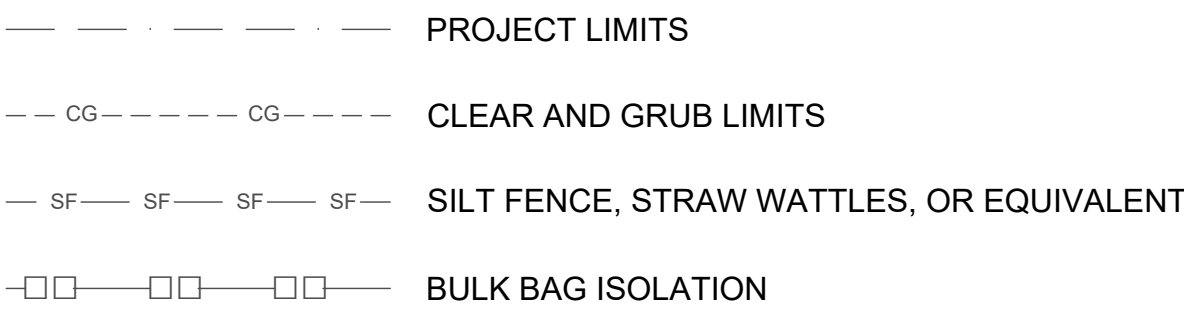 PROJECT LIMITS
CG CG CLEAR AND GRUB LIMITS
SF SF SF SF SILT FENCE, STRAW WATTLES, OR EQUIVALENT
BULK BAG ISOLATION